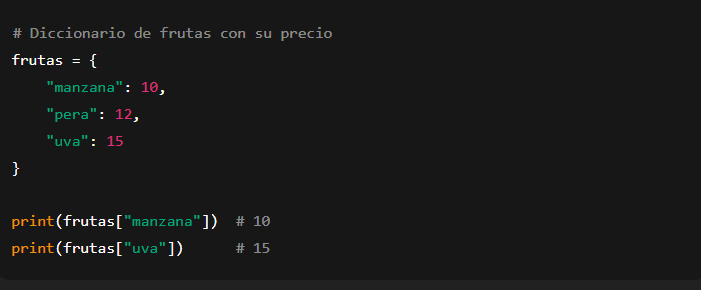 # Diccionario de frutas con su precio
frutas = {
    "manzana": 10,
    "pera": 12,
    "uva": 15
}

print(frutas["manzana"])  # 10
print(frutas["uva"])      # 15